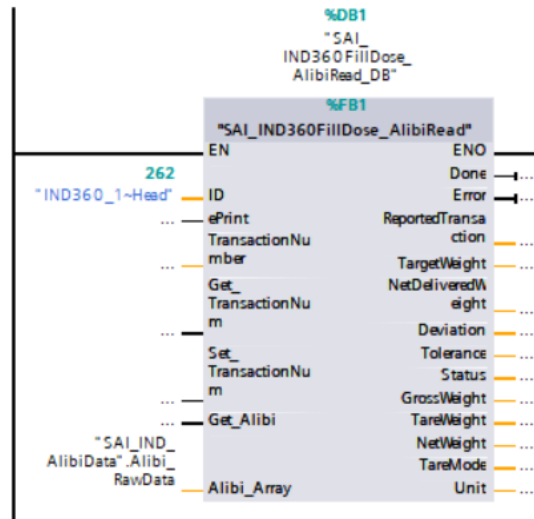 %DB1
"SAI_
IND360FillDose_
AlibiRead_DB"
%FB1
"SAI_IND360FillDose_AlibiRead"
EN ENO
Done ...
262
"IND360_1~Head" ID Error ...
... ePrint
ReportedTransa
ction ...
TransactionNu
... mber
TargetWeight ...
Get_
TransactionNu
... m
NetDeliveredW
eight ...
Deviation ...
Set_
TransactionNu
... m
Tolerance ...
Status ...
GrossWeight ...
... Get_Alibi TareWeight ...
"SAI_IND_
AlibiData".Alibi_
RawData
NetWeight ...
TareMode ...
Alibi_Array Unit ...